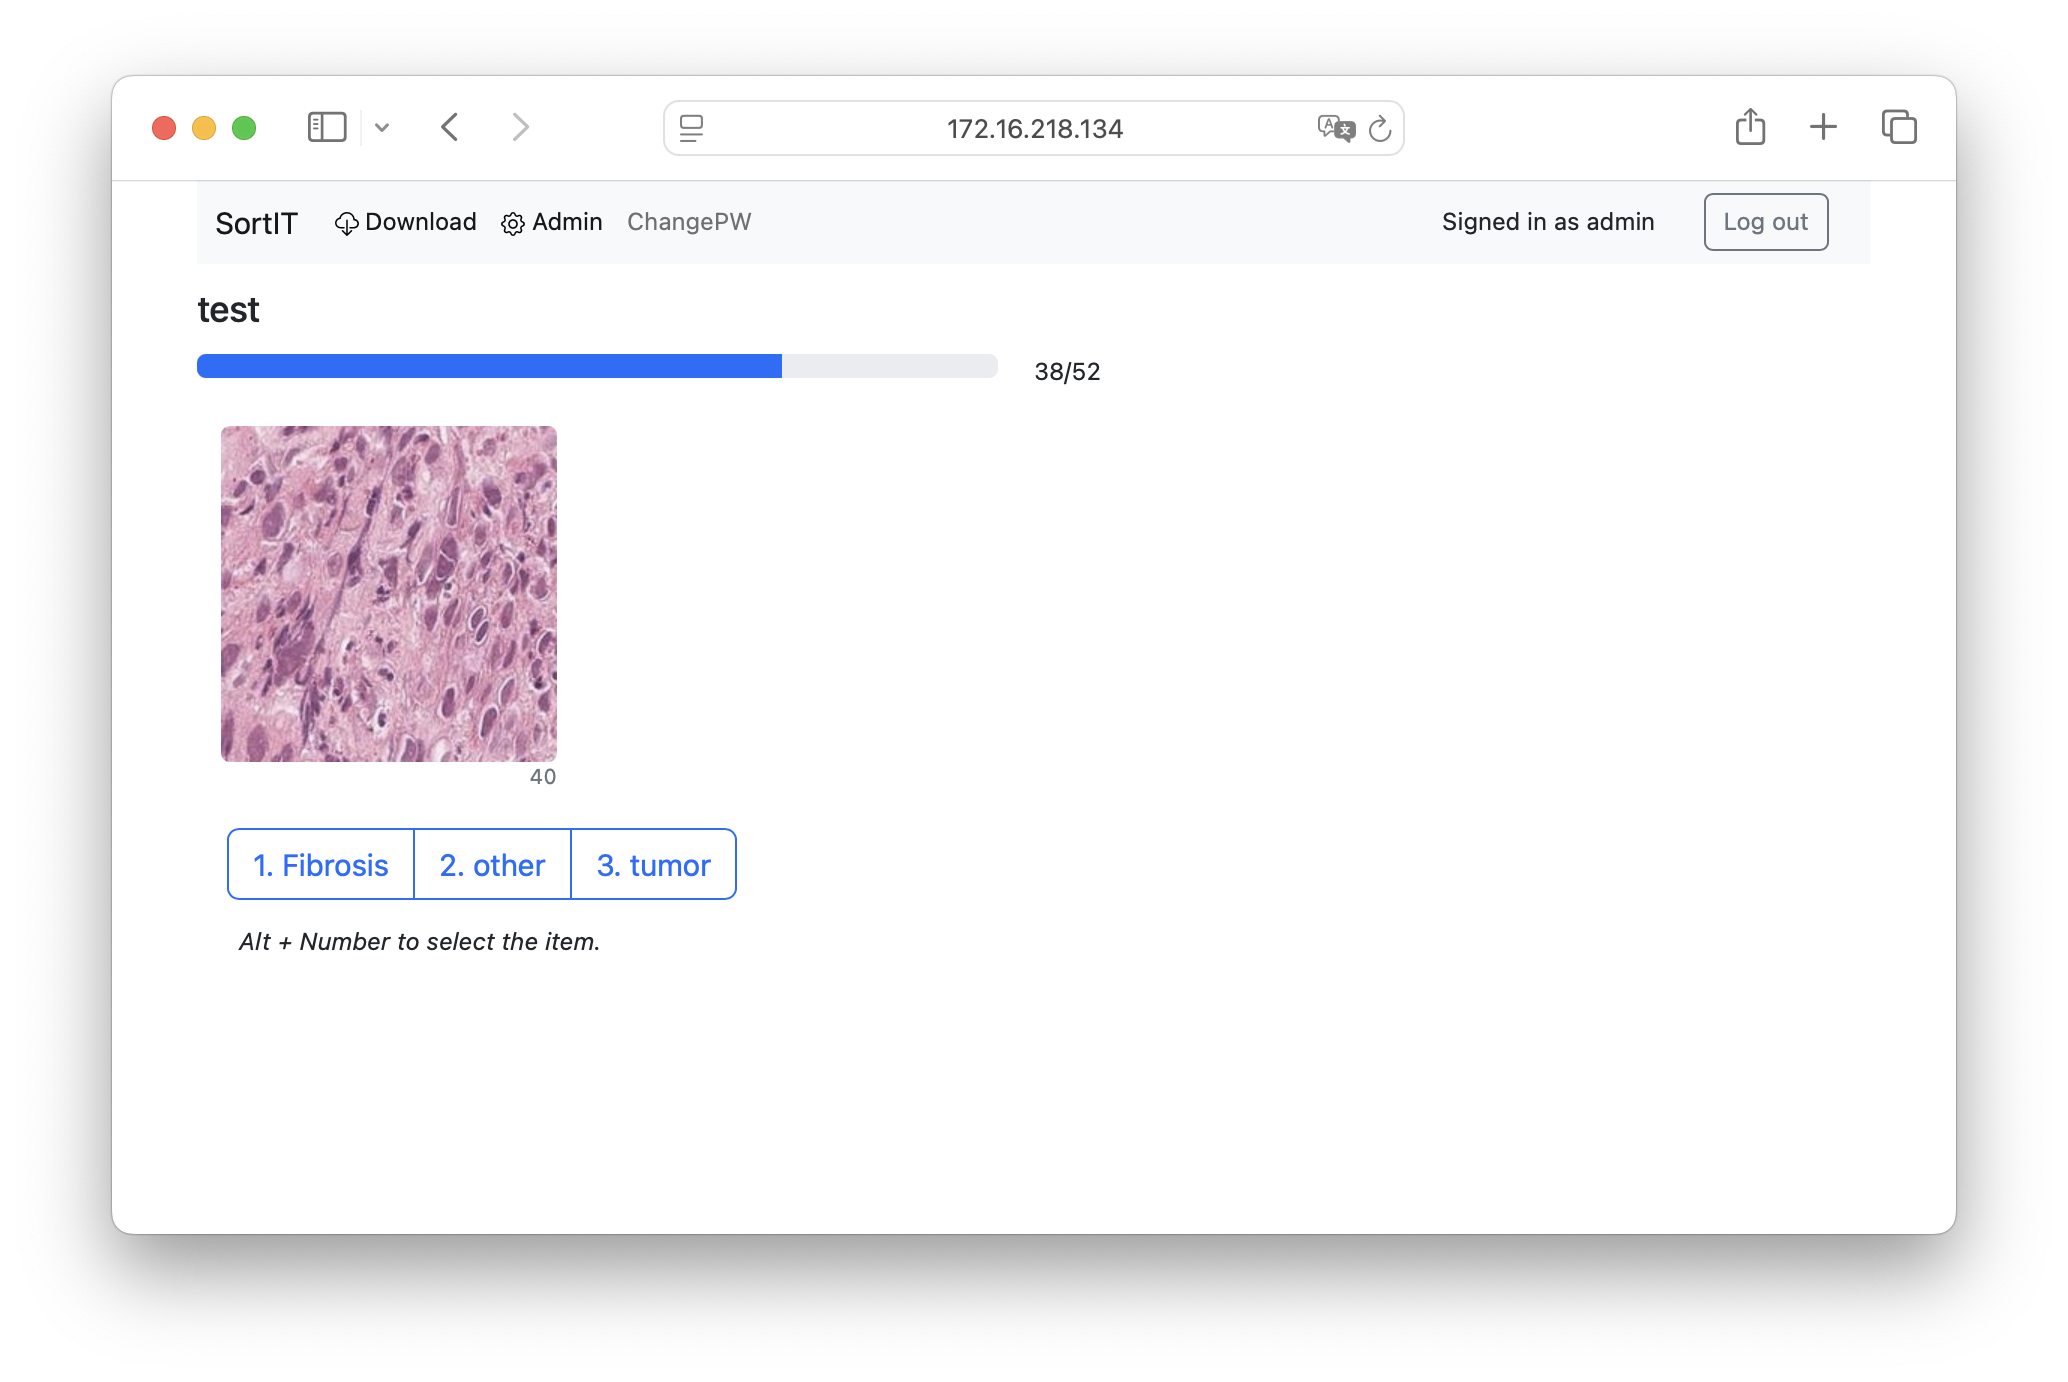 172.16.218.134
SortIT Download Admin ChangePW Signed in as admin Log out
test
38/52
40
1. Fibrosis 2. other 3. tumor
Alt + Number to select the item.